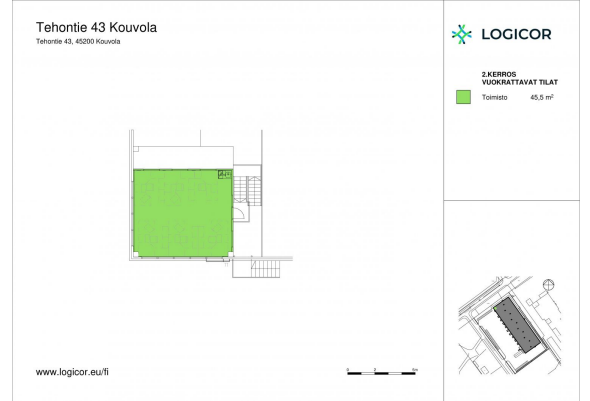 Tehontie 43 Kouvola
Tehontie 43, 45200 Kouvola
LOGICOR
2.KERROS
VUOKRATTAVAT TILAT
Toimisto 45,5 m²
www.logicor.eu/fi
0